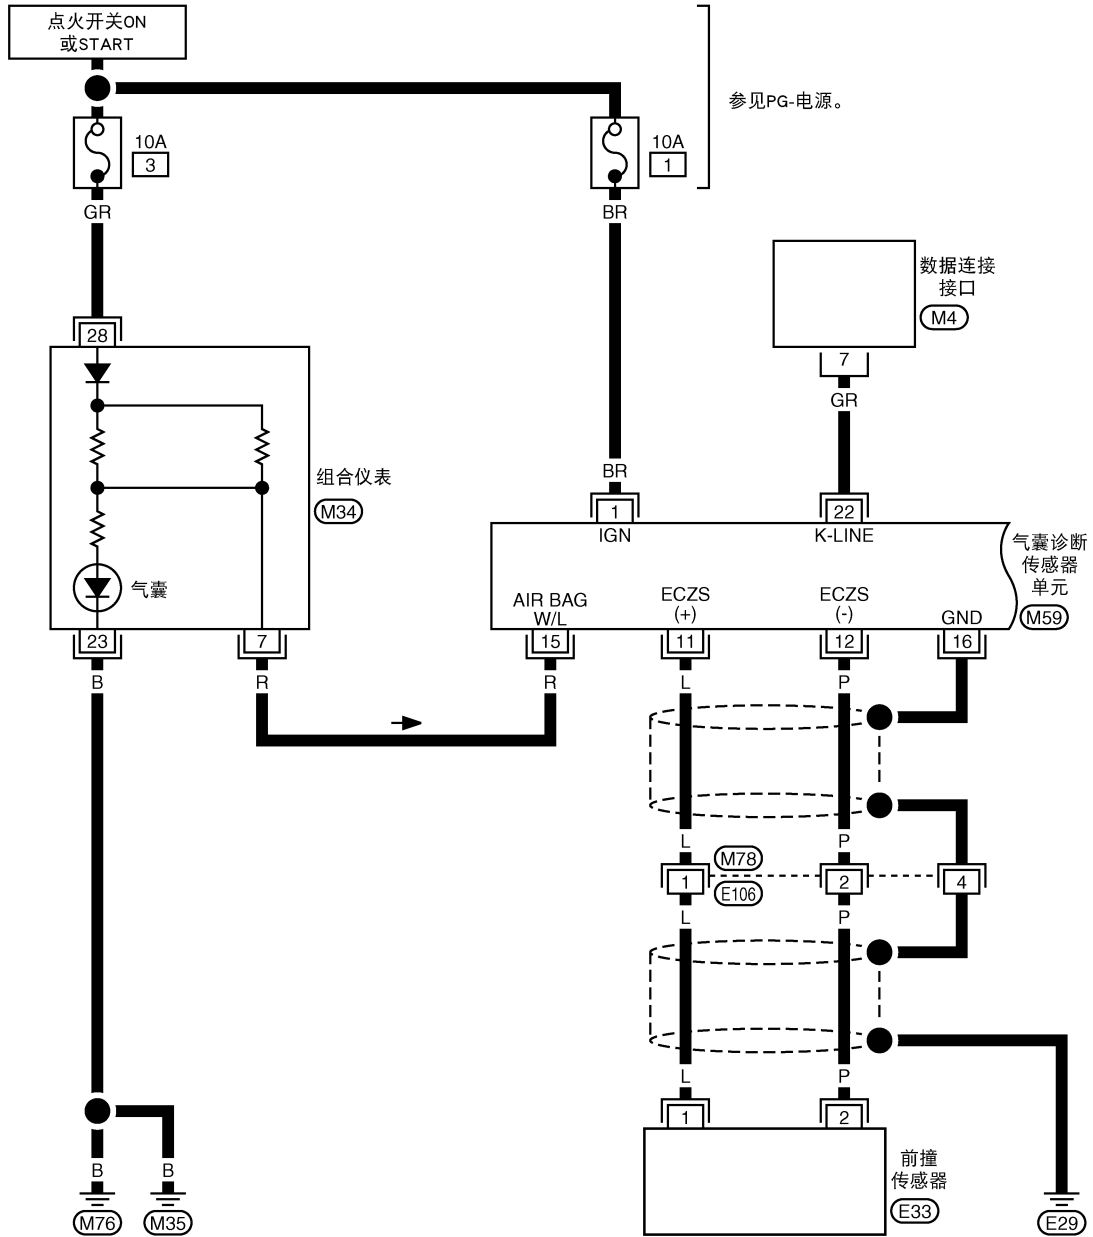 点火开关ON
或START
参见PG-电源。
10A
3
10A
1
GR
BR
数据连接
接口
M4
28
7
GR
组合仪表
M34
BR
1
22
IGN
K-LINE
气囊诊断
传感器
单元
M59
气囊
AIR BAG
W/L
ECZS
(+)
ECZS
(-)
GND
23
7
15
11
12
16
B
R
R
L
P
L
P
M78
1
2
4
E106
L
P
L
P
1
2
前撞
传感器
E33
B
B
M76
M35
E29